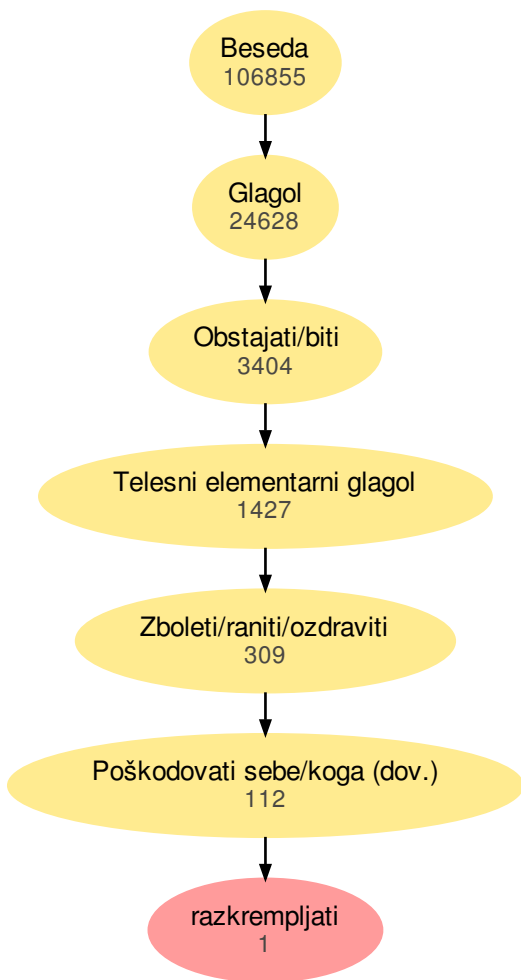 Beseda
106855
Glagol
24628
Obstajati/biti
3404
Telesni elementarni glagol
1427
Zboleti/raniti/ozdraviti
309
Poškodovati sebe/koga (dov.)
112
razkrempljati
1